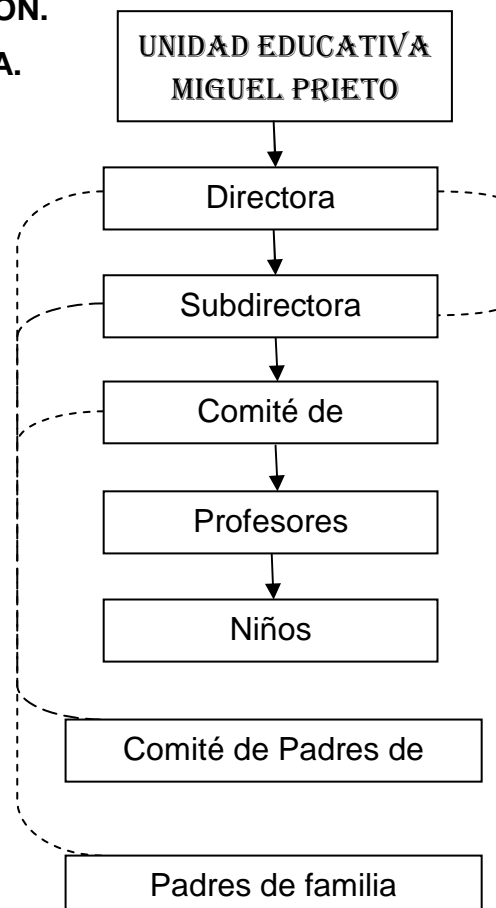 ON.
A.
UNIDAD EDUCATIVA
MIGUEL PRIETO
Directora
Subdirectora
Comité de
Profesores
Niños
Comité de Padres de
Padres de familia